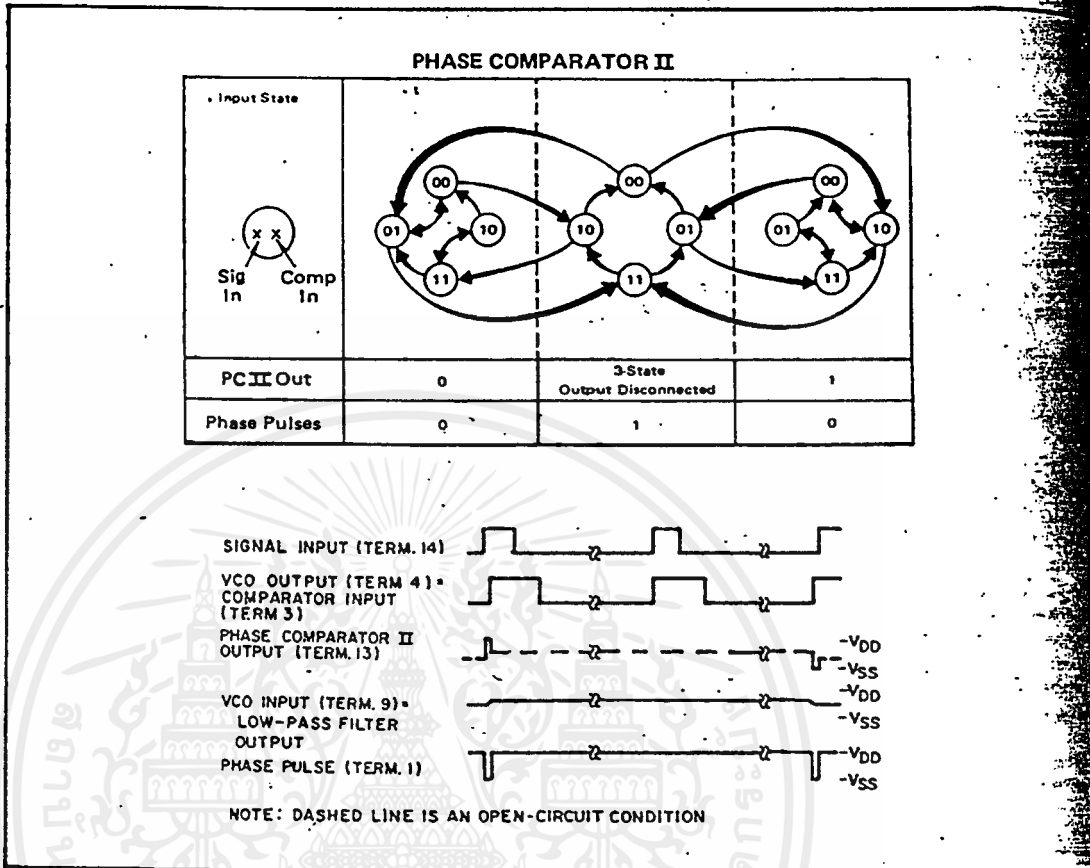 PHASE COMPARATOR II
Input State
Sig In
Comp In
00
01
10
11
10
00
11
01
00
01
10
11
PC II Out
0
3-State
Output Disconnected
1
Phase Pulses
0
1
0
SIGNAL INPUT (TERM. 14)
VCO OUTPUT (TERM 4)=
COMPARATOR INPUT
(TERM 3)
PHASE COMPARATOR II
OUTPUT (TERM. 13)
-VDD
-VSS
VCO INPUT (TERM. 9)=
LOW-PASS FILTER
OUTPUT
-VDD
-VSS
PHASE PULSE (TERM. 1)
-VDD
-VSS
NOTE: DASHED LINE IS AN OPEN-CIRCUIT CONDITION